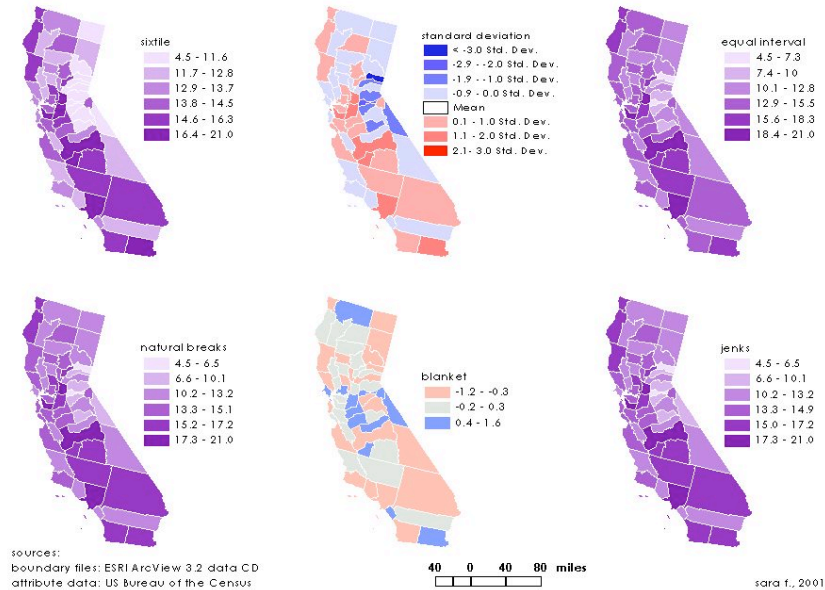 sixtile
4.5 - 11.6
11.7 - 12.8
12.9 - 13.7
13.8 - 14.5
14.6 - 16.3
16.4 - 21.0
standard deviation
< -3.0 Std. Dev.
-2.9 - -2.0 Std. Dev.
-1.9 - -1.0 Std. Dev.
-0.9 - 0.0 Std. Dev.
Mean
0.1 - 1.0 Std. Dev.
1.1 - 2.0 Std. Dev.
2.1- 3.0 Std. Dev.
equal interval
4.5 - 7.3
7.4 - 10
10.1 - 12.8
12.9 - 15.5
15.6 - 18.3
18.4 - 21.0
natural breaks
4.5 - 6.5
6.6 - 10.1
10.2 - 13.2
13.3 - 15.1
15.2 - 17.2
17.3 - 21.0
blanket
-1.2 - -0.3
-0.2 - 0.3
0.4 - 1.6
jenks
4.5 - 6.5
6.6 - 10.1
10.2 - 13.2
13.3 - 14.9
15.0 - 17.2
17.3 - 21.0
sources:
boundary files: ESRI ArcView 3.2 data CD
attribute data: US Bureau of the Census
40 0 40 80 miles
sara f., 2001